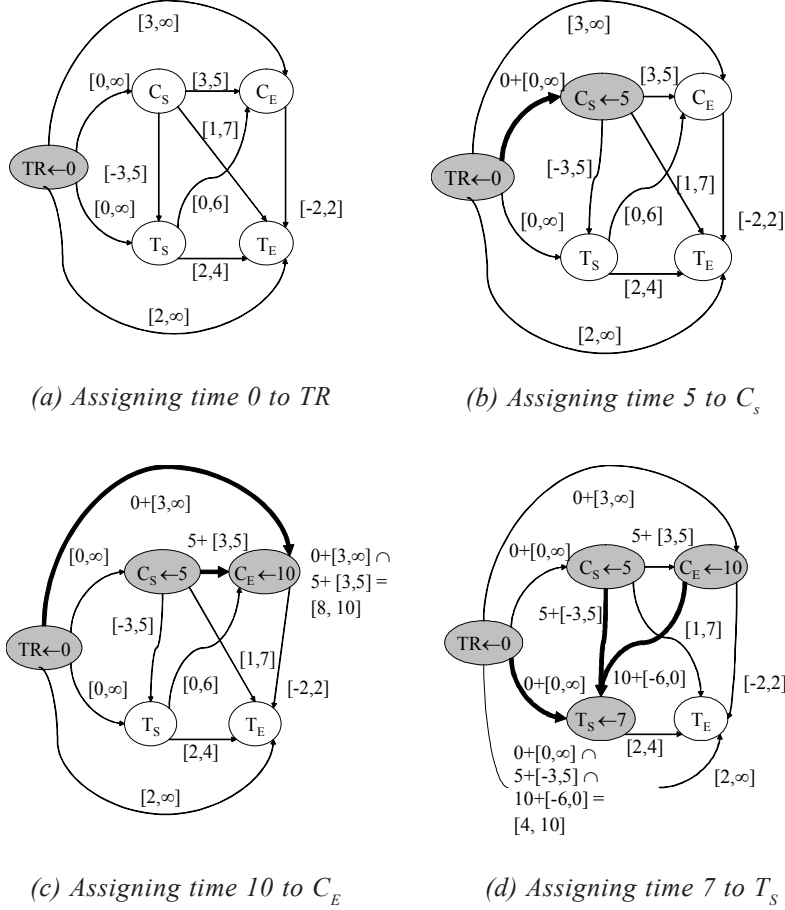 [3,∞]
[0,∞]
C_S
[3,5]
C_E
[1,7]
TR←0
[-3,5]
[0,∞]
[0,6]
[-2,2]
T_S
T_E
[2,4]
[2,∞]
(a) Assigning time 0 to TR
[3,∞]
0+[0,∞]
C_S←5
[3,5]
C_E
TR←0
[-3,5]
[1,7]
[0,∞]
[0,6]
[-2,2]
T_S
T_E
[2,4]
[2,∞]
(b) Assigning time 5 to C_s
0+[3,∞]
[0,∞]
5+ [3,5]
C_S←5
C_E←10
0+[3,∞] ∩
5+ [3,5] =
[8, 10]
[-3,5]
TR←0
[1,7]
[0,∞]
[0,6]
[-2,2]
T_S
T_E
[2,4]
[2,∞]
(c) Assigning time 10 to C_E
0+[3,∞]
0+[0,∞]
5+ [3,5]
C_S←5
C_E←10
5+[-3,5]
[1,7]
TR←0
0+[0,∞]
10+[-6,0]
[-2,2]
T_S←7
T_E
[2,4]
0+[0,∞] ∩
5+[-3,5] ∩
10+[-6,0] =
[4, 10]
[2,∞]
(d) Assigning time 7 to T_S